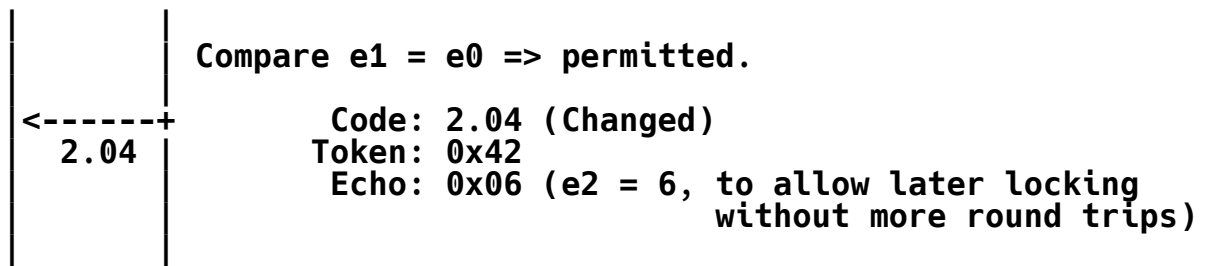 Compare e1 = e0 => permitted.
<------+ Code: 2.04 (Changed)
2.04 | Token: 0x42
Echo: 0x06 (e2 = 6, to allow later locking
without more round trips)